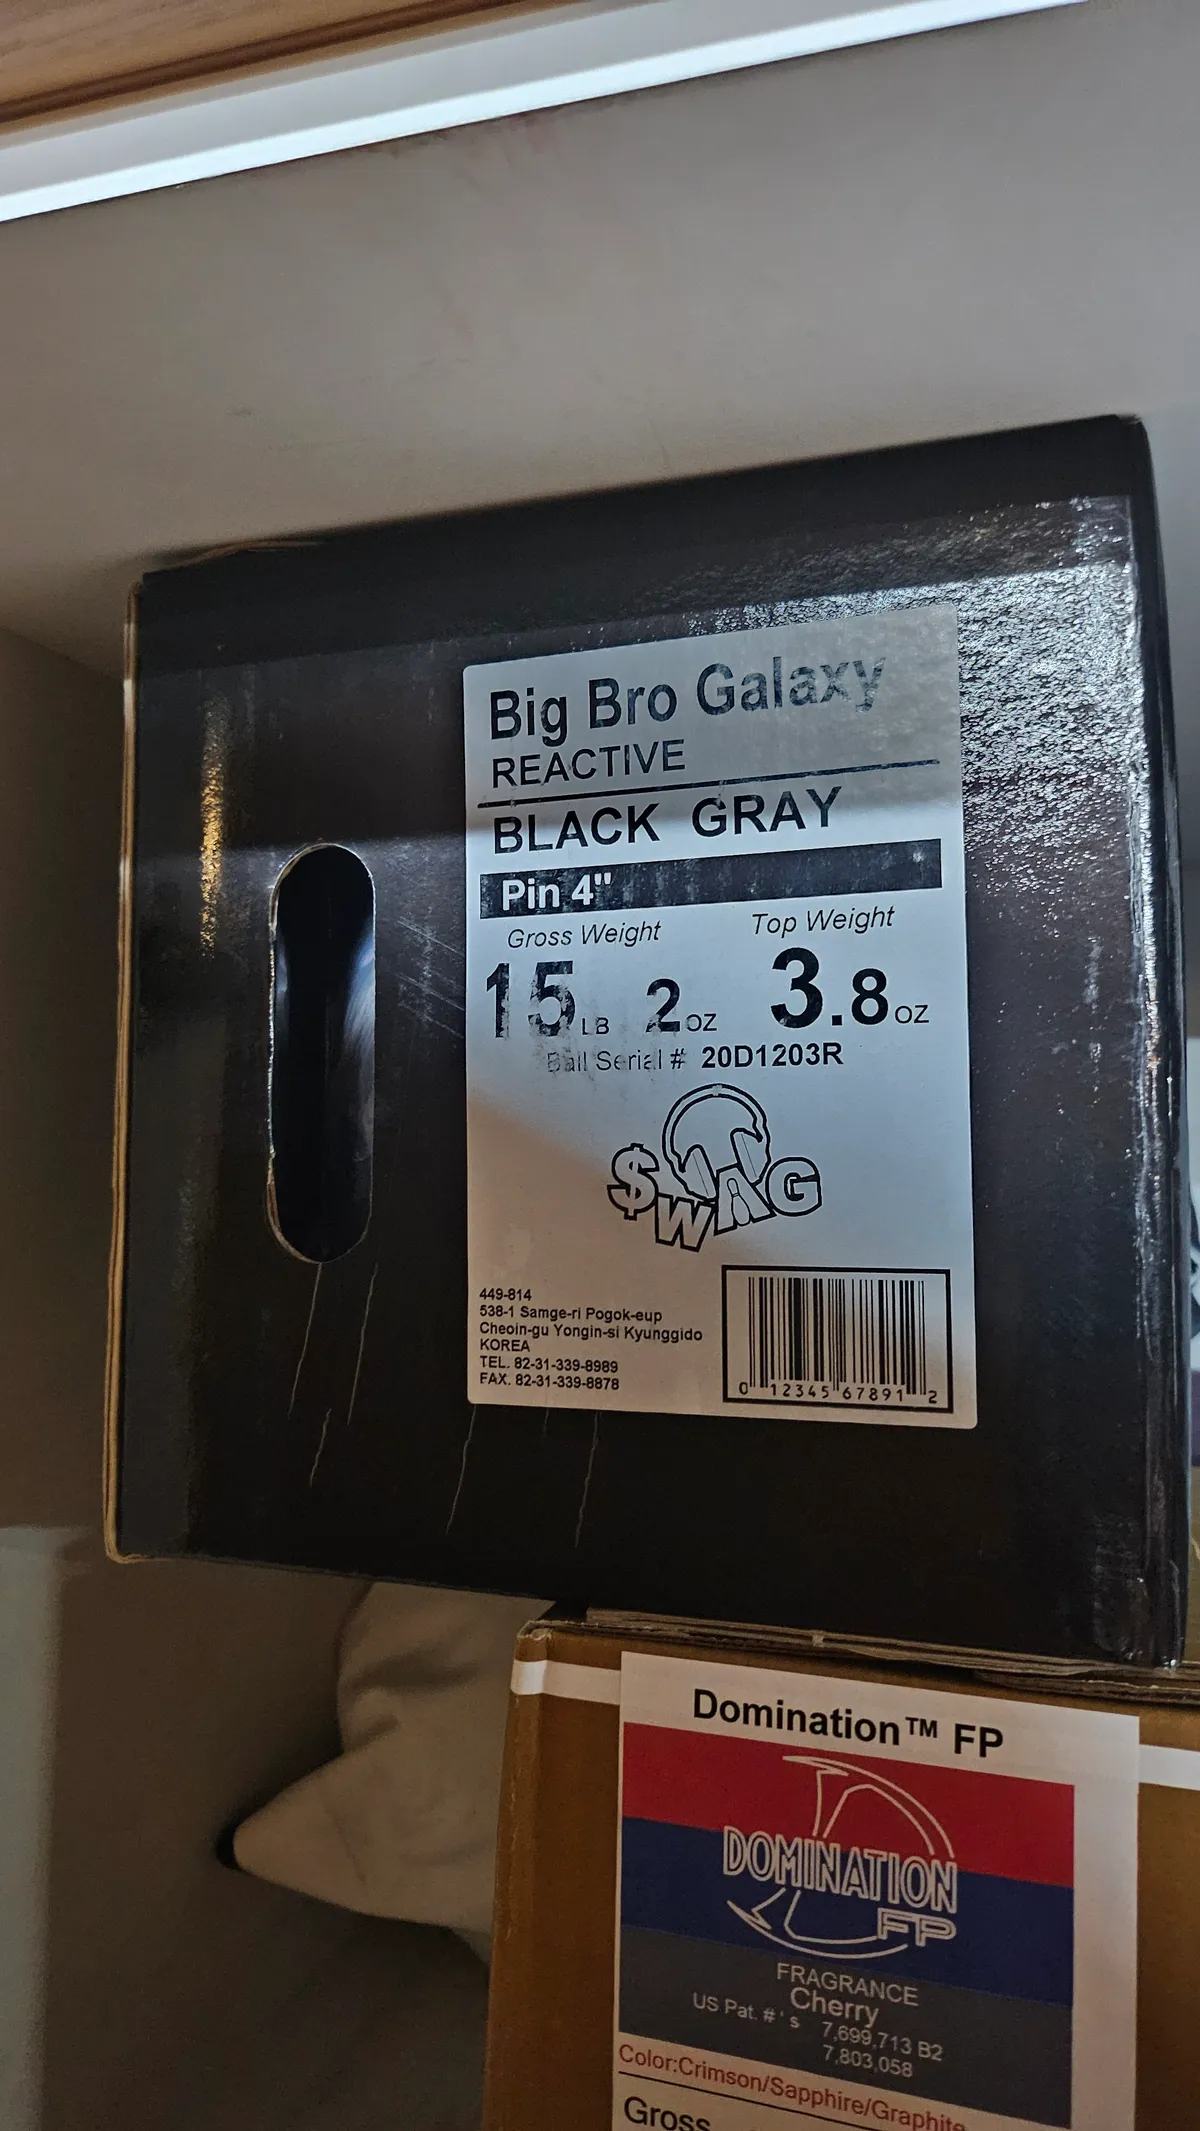 Big Bro Galaxy
REACTIVE
BLACK GRAY
Pin 4"
Gross Weight Top Weight
15 LB 2 OZ 3.8 OZ
Ball Serial # 20D1203R
$WAG
449-814
538-1 Samge-ri Pogok-eup
Cheoin-gu Yongin-si Kyunggido
KOREA
TEL. 82-31-339-8989
FAX. 82-31-339-8878
0 12345 67891 2
Domination™ FP
DOMINATION
FP
FRAGRANCE
Cherry
US Pat. # ' s 7,699,713 B2
7,803,058
Color:Crimson/Sapphire/Graphite
Gross